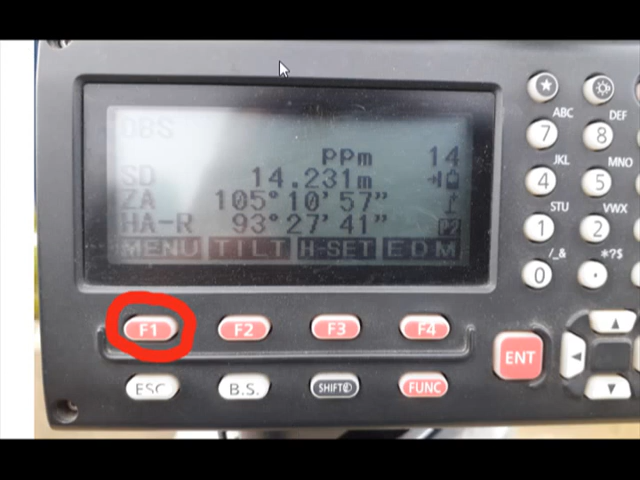 OBS
ppm 14
SD 14.231m
ZA 105°10'57"
HA-R 93°27'41"
MENU TILT H-SET EDM
F1 F2 F3 F4
ESC B.S. SHIFT FUNC
ENT
ABC DEF
7 8
JKL MNO
4 5
STU VWX
1 2
/_& *?$
0 .